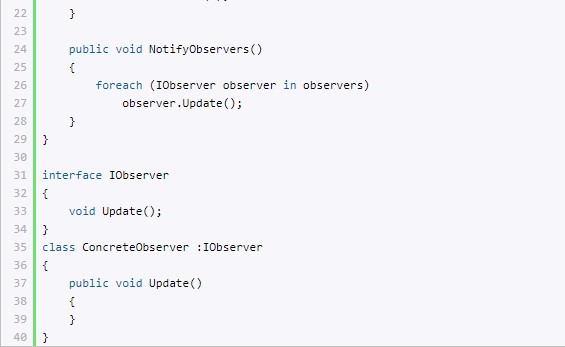 22 }
23
24 public void NotifyObservers()
25 {
26 foreach (IObserver observer in observers)
27 observer.Update();
28 }
29 }
30
31 interface IObserver
32 {
33 void Update();
34 }
35 class ConcreteObserver :IObserver
36 {
37 public void Update()
38 {
39 }
40 }